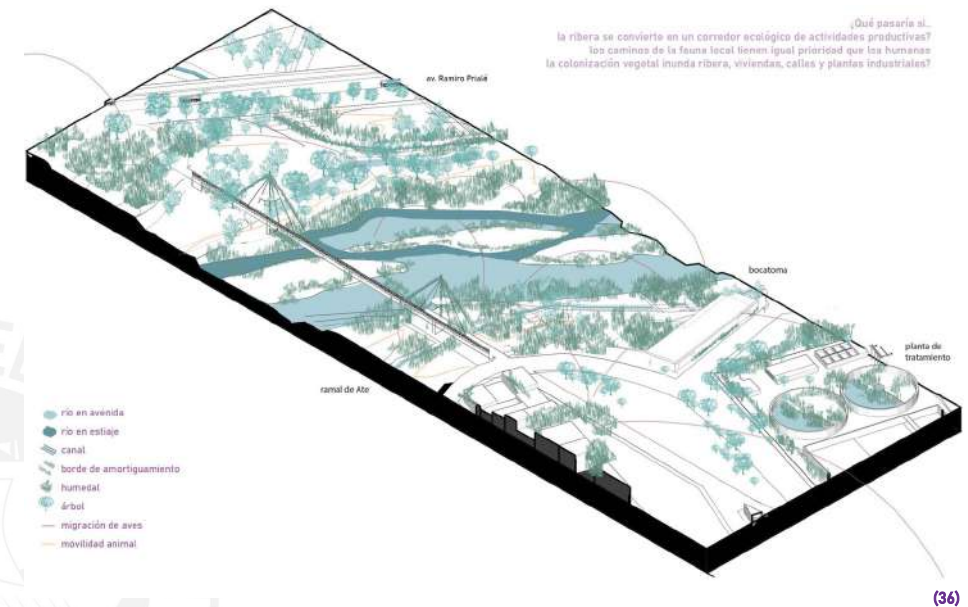 ¿Qué pasaría si..
la ribera se convierte en un corredor ecológico de actividades productivas?
los caminos de la fauna local tienen igual prioridad que los humanos
la colonización vegetal inunda ribera, viviendas, calles y plantas industriales?
av. Ramiro Prialé
bocatoma
planta de
tratamiento
ramal de Ate
río en avenida
río en estiaje
canal
borde de amortiguamiento
humedal
árbol
migración de aves
movilidad animal
(36)